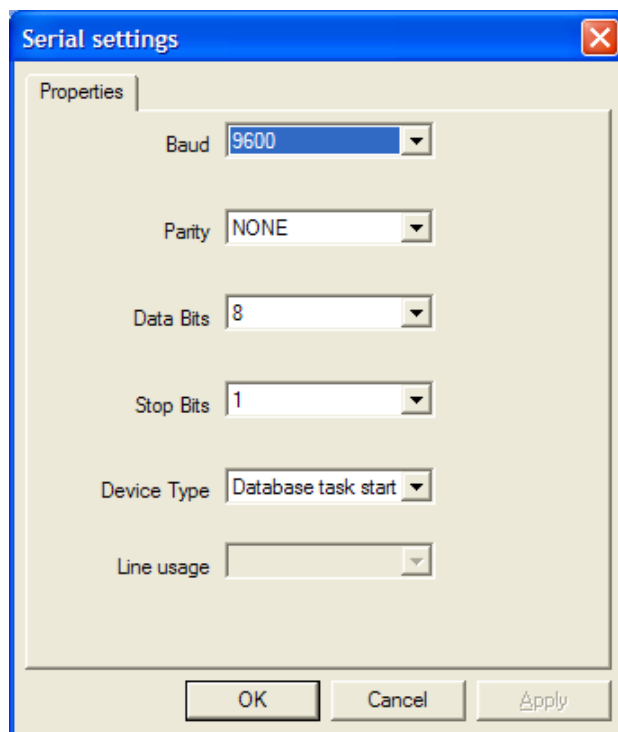 Serial settings
Properties
Baud 9600
Parity NONE
Data Bits 8
Stop Bits 1
Device Type Database task start
Line usage
OK Cancel Apply